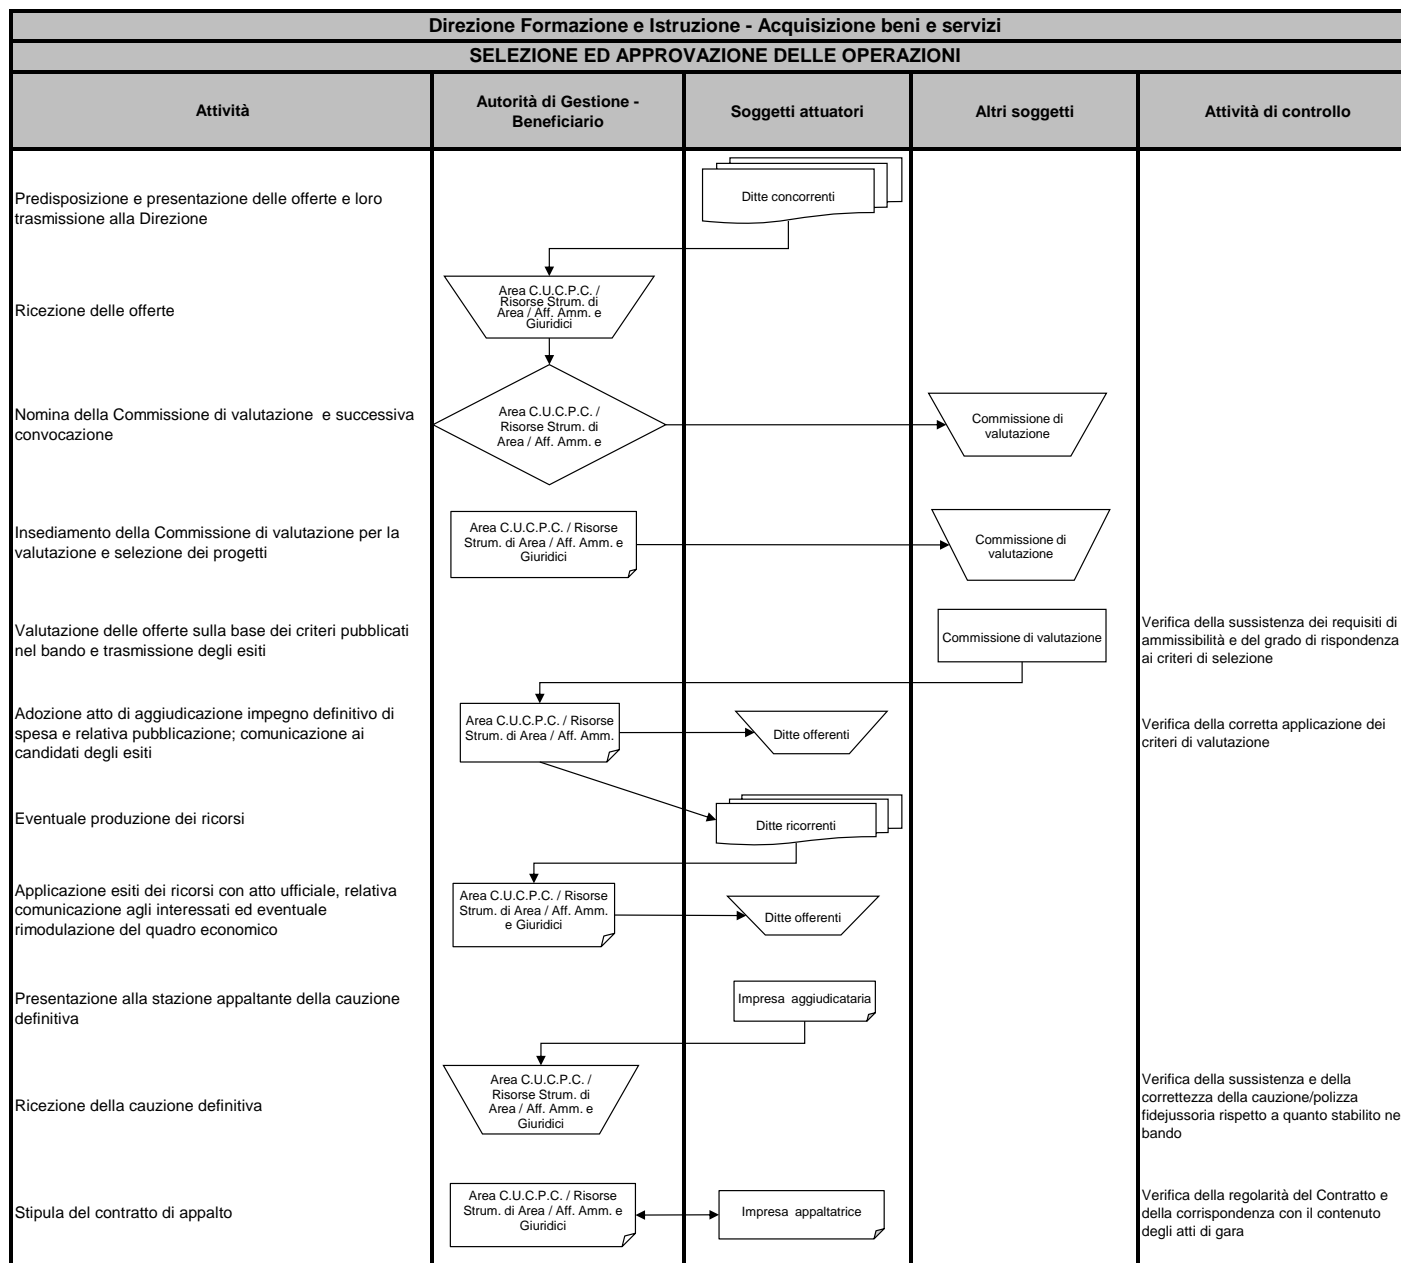 Direzione Formazione e Istruzione - Acquisizione beni e servizi
SELEZIONE ED APPROVAZIONE DELLE OPERAZIONI
Attività
Autorità di Gestione -
Beneficiario
Soggetti attuatori
Altri soggetti
Attività di controllo
Predisposizione e presentazione delle offerte e loro
trasmissione alla Direzione
Ditte concorrenti
Ricezione delle offerte
Area C.U.C.P.C. /
Risorse Strum. di
Area / Aff. Amm. e
Giuridici
Nomina della Commissione di valutazione e successiva
convocazione
Area C.U.C.P.C. /
Risorse Strum. di
Area / Aff. Amm. e
Commissione di
valutazione
Insediamento della Commissione di valutazione per la
valutazione e selezione dei progetti
Area C.U.C.P.C. / Risorse
Strum. di Area / Aff. Amm. e
Giuridici
Commissione di
valutazione
Valutazione delle offerte sulla base dei criteri pubblicati
nel bando e trasmissione degli esiti
Commissione di valutazione
Verifica della sussistenza dei requisiti di
ammissibilità e del grado di rispondenza
ai criteri di selezione
Adozione atto di aggiudicazione impegno definitivo di
spesa e relativa pubblicazione; comunicazione ai
candidati degli esiti
Area C.U.C.P.C. / Risorse
Strum. di Area / Aff. Amm.
Ditte offerenti
Verifica della corretta applicazione dei
criteri di valutazione
Eventuale produzione dei ricorsi
Ditte ricorrenti
Applicazione esiti dei ricorsi con atto ufficiale, relativa
comunicazione agli interessati ed eventuale
rimodulazione del quadro economico
Area C.U.C.P.C. / Risorse
Strum. di Area / Aff. Amm.
e Giuridici
Ditte offerenti
Presentazione alla stazione appaltante della cauzione
definitiva
Impresa aggiudicataria
Ricezione della cauzione definitiva
Area C.U.C.P.C. /
Risorse Strum. di
Area / Aff. Amm. e
Giuridici
Verifica della sussistenza e della
correttezza della cauzione/polizza
fidejussoria rispetto a quanto stabilito ne
bando
Stipula del contratto di appalto
Area C.U.C.P.C. / Risorse
Strum. di Area / Aff. Amm. e
Giuridici
Impresa appaltatrice
Verifica della regolarità del Contratto e
della corrispondenza con il contenuto
degli atti di gara